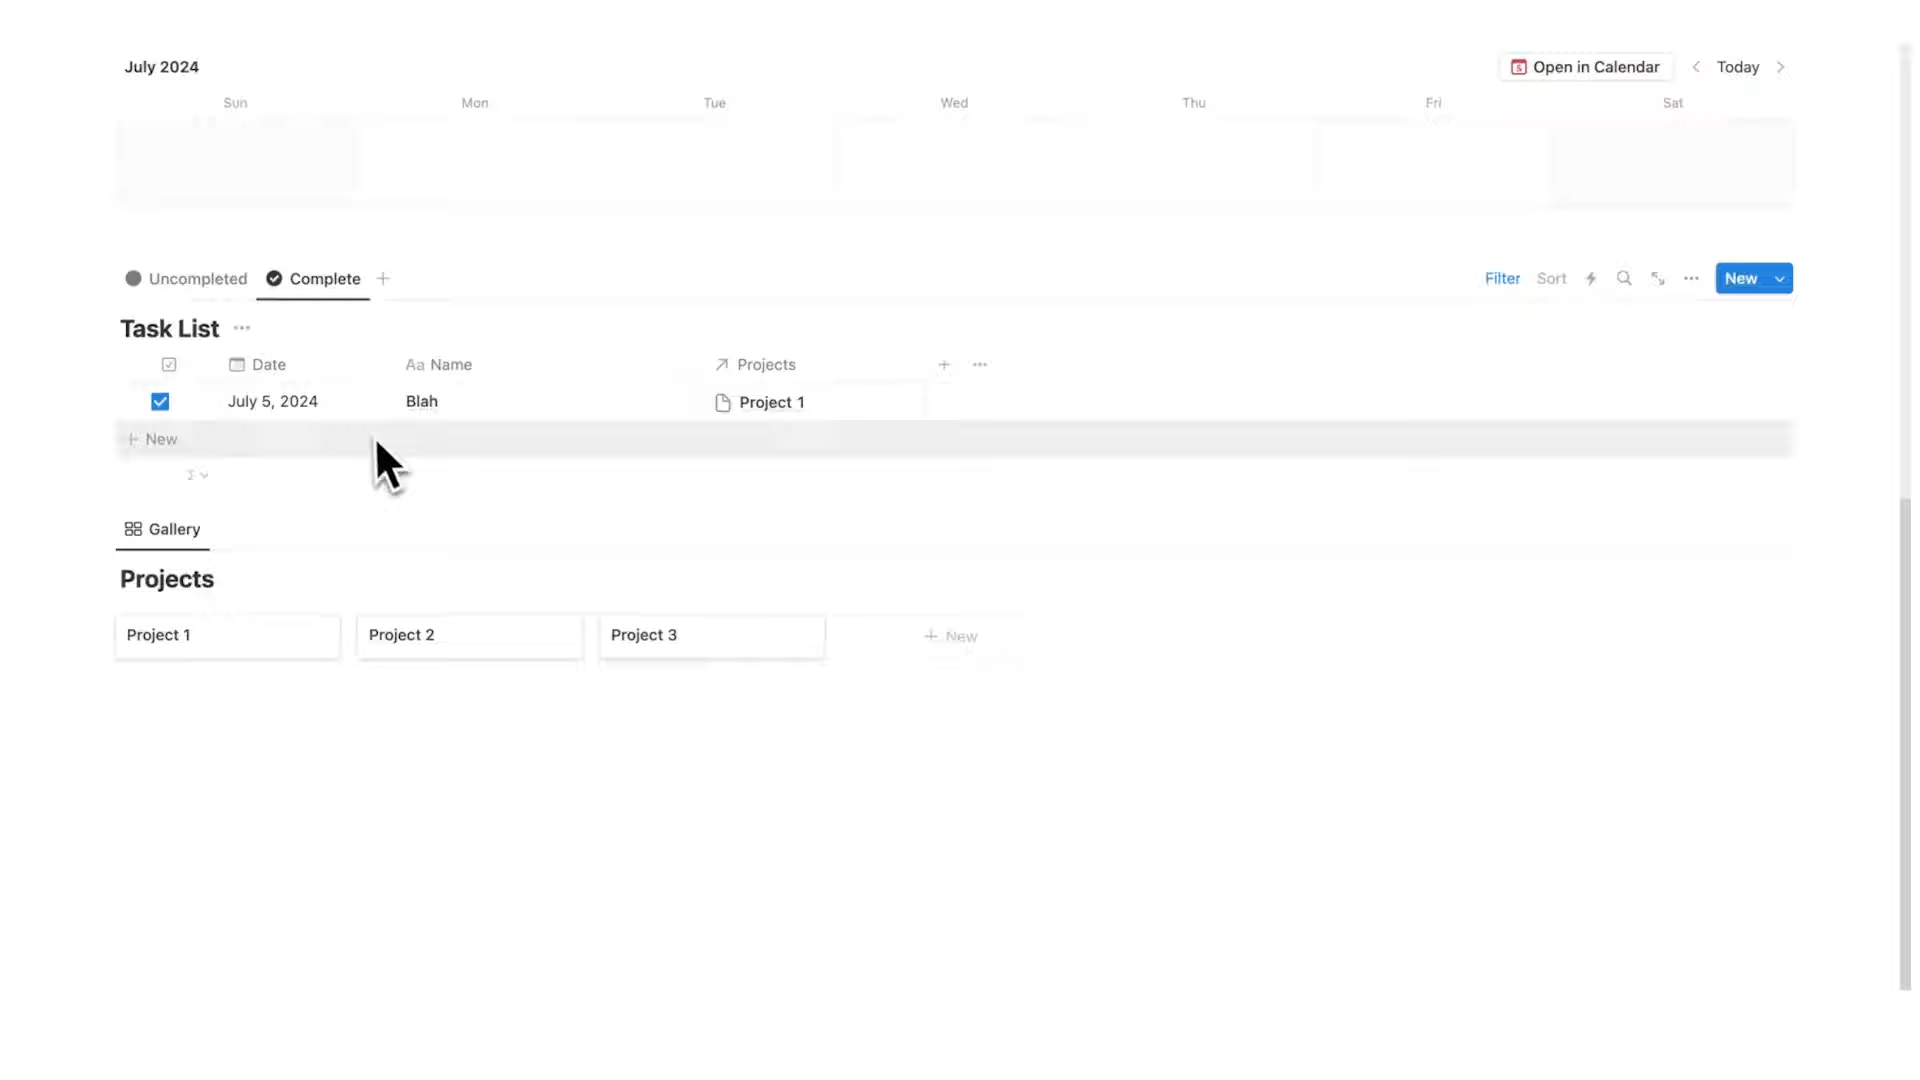 July 2024 Open in Calendar Today
Sun Mon Tue Wed Thu Fri Sat
Uncompleted Complete Filter Sort New
Task List
Date Aa Name Projects
July 5, 2024 Blah Project 1
+ New
Σ
Gallery
Projects
Project 1 Project 2 Project 3 + New